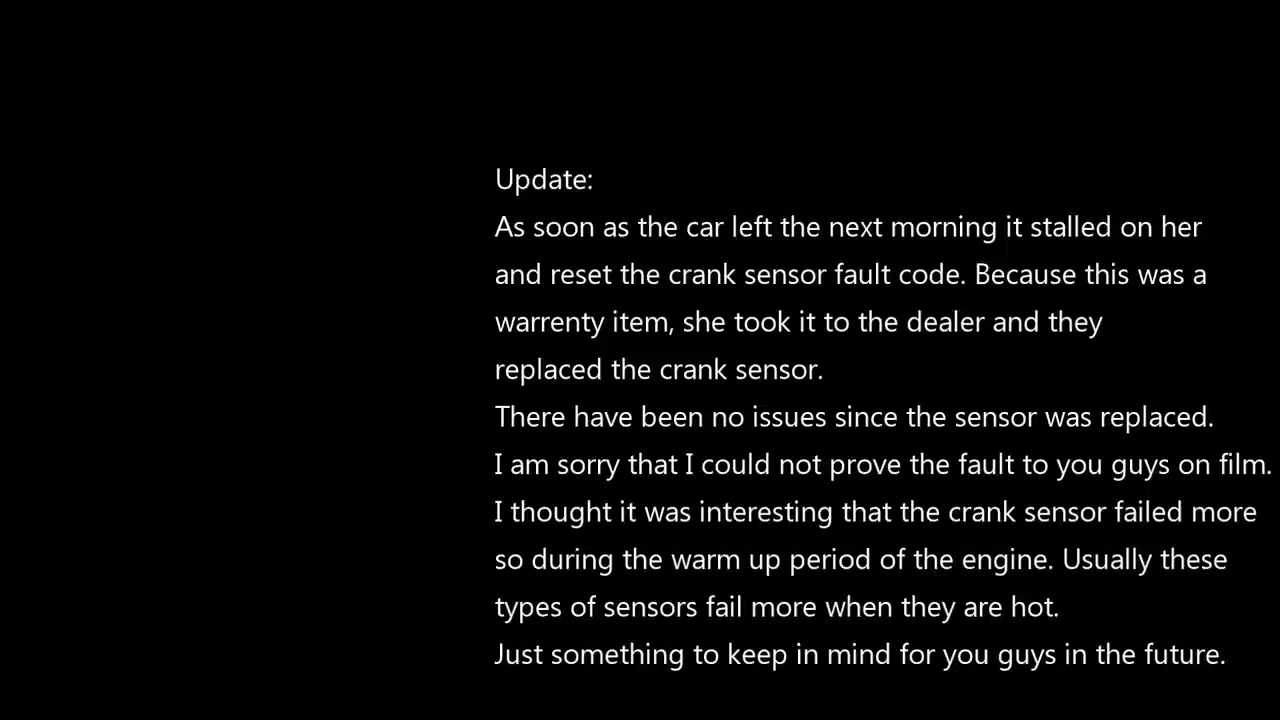 Update:
As soon as the car left the next morning it stalled on her
and reset the crank sensor fault code. Because this was a
warrenty item, she took it to the dealer and they
replaced the crank sensor.
There have been no issues since the sensor was replaced.
I am sorry that I could not prove the fault to you guys on film.
I thought it was interesting that the crank sensor failed more
so during the warm up period of the engine. Usually these
types of sensors fail more when they are hot.
Just something to keep in mind for you guys in the future.